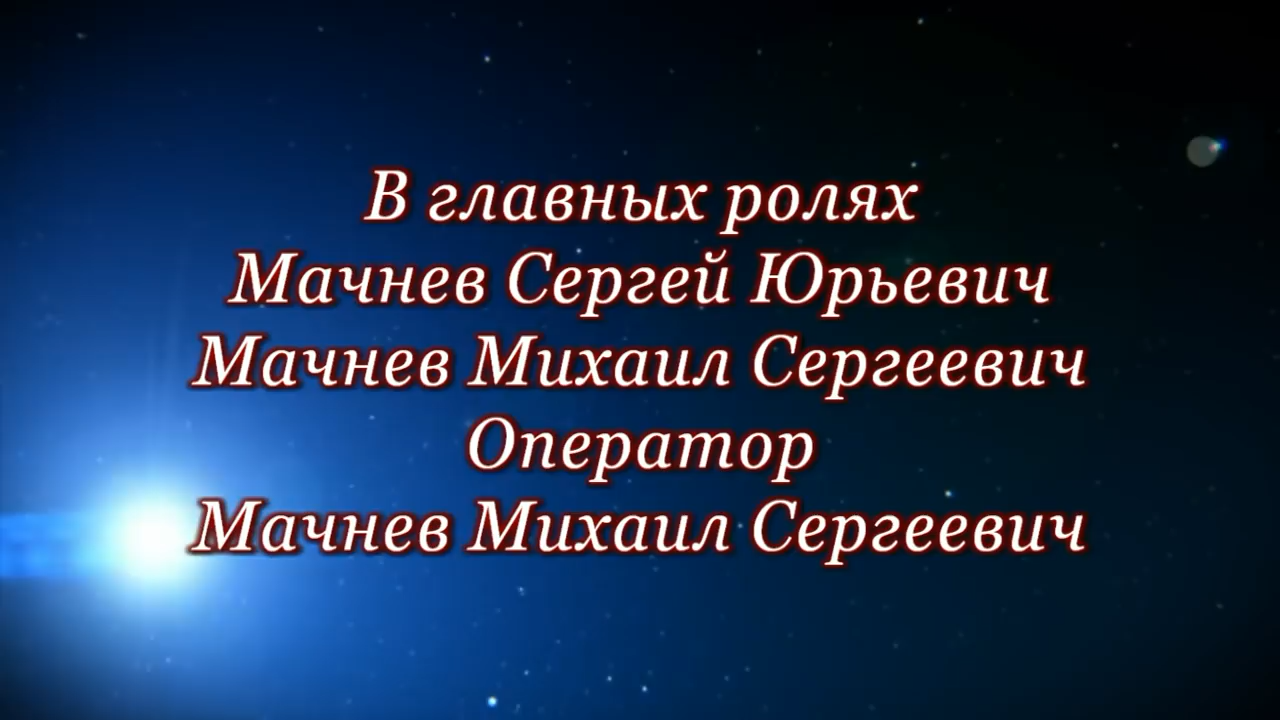 В главных ролях
Мачнев Сергей Юрьевич
Мачнев Михаил Сергеевич
Оператор
Мачнев Михаил Сергеевич